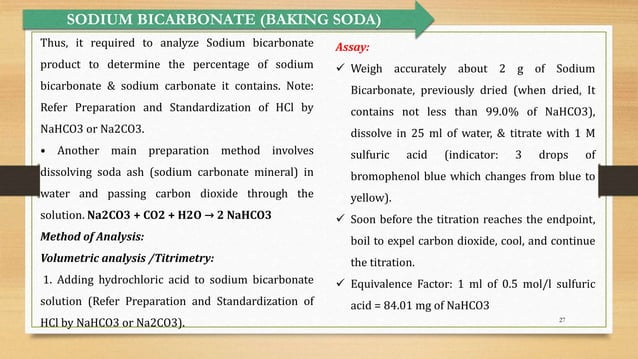 SODIUM BICARBONATE (BAKING SODA)
Thus, it required to analyze Sodium bicarbonate
product to determine the percentage of sodium
bicarbonate & sodium carbonate it contains. Note:
Refer Preparation and Standardization of HCl by
NaHCO3 or Na2CO3.
• Another main preparation method involves
dissolving soda ash (sodium carbonate mineral) in
water and passing carbon dioxide through the
solution. Na2CO3 + CO2 + H2O → 2 NaHCO3
Method of Analysis:
Volumetric analysis /Titrimetry:
1. Adding hydrochloric acid to sodium bicarbonate
solution (Refer Preparation and Standardization of
HCl by NaHCO3 or Na2CO3).
Assay:
✓ Weigh accurately about 2 g of Sodium
Bicarbonate, previously dried (when dried, It
contains not less than 99.0% of NaHCO3),
dissolve in 25 ml of water, & titrate with 1 M
sulfuric acid (indicator: 3 drops of
bromophenol blue which changes from blue to
yellow).
✓ Soon before the titration reaches the endpoint,
boil to expel carbon dioxide, cool, and continue
the titration.
✓ Equivalence Factor: 1 ml of 0.5 mol/l sulfuric
acid = 84.01 mg of NaHCO3
27